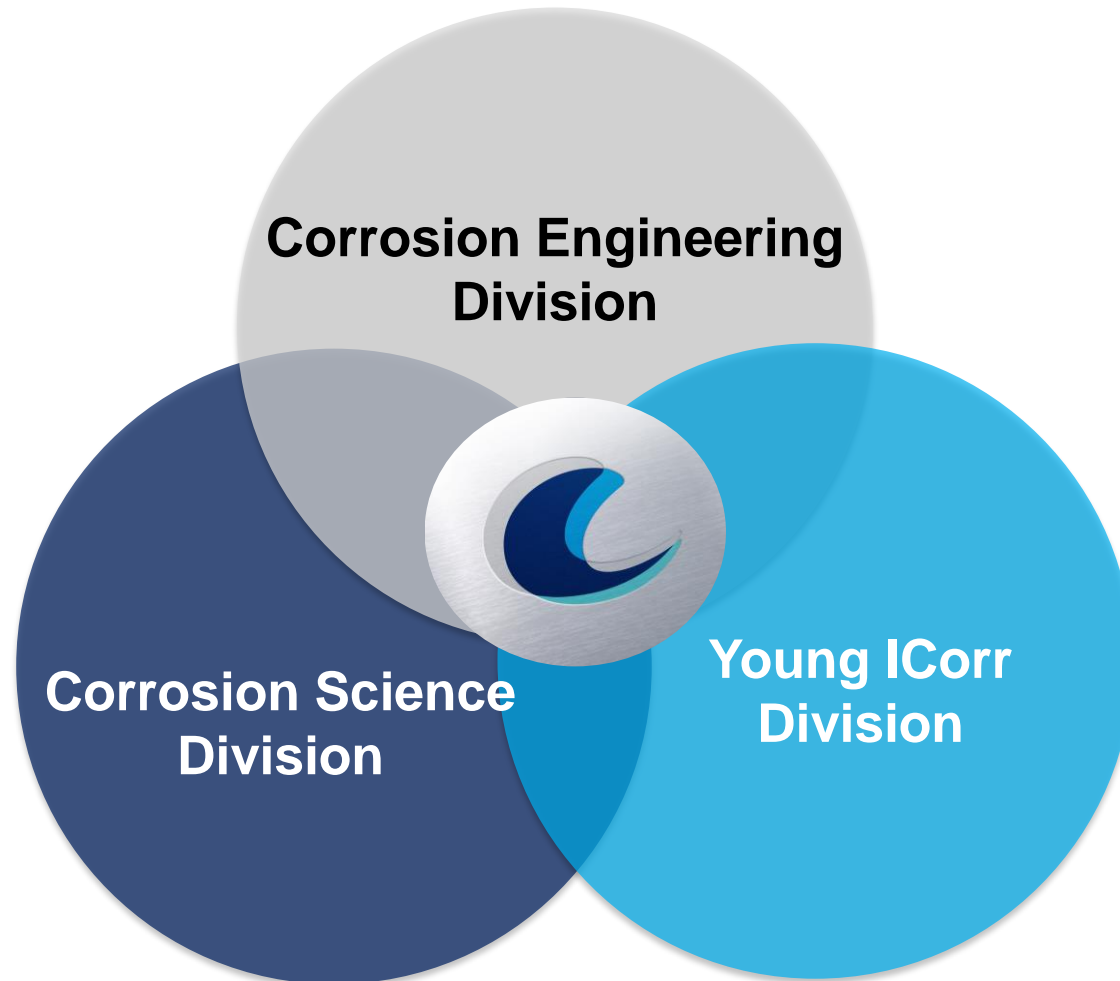 Corrosion Engineering
Division
Corrosion Science
Division
Young ICorr
Division